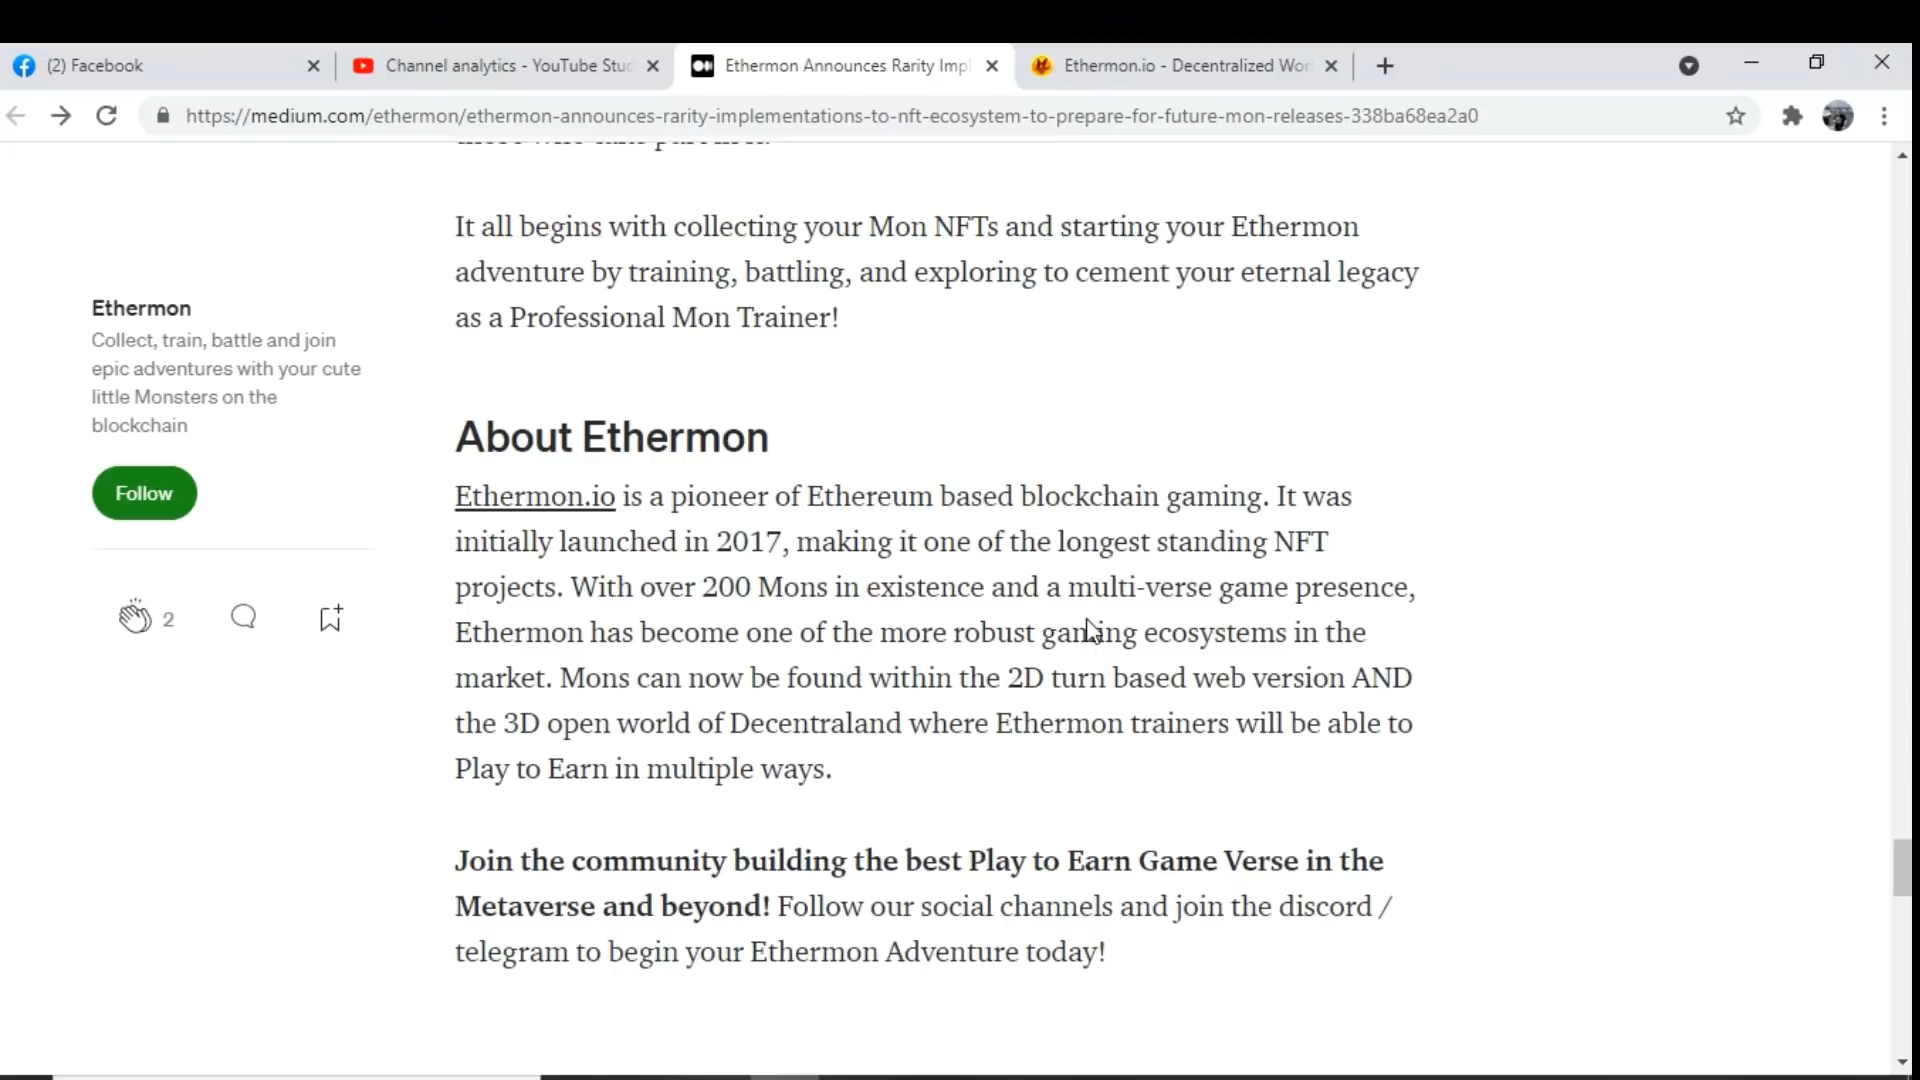 (2) Facebook
Channel analytics - YouTube Stud
Ethermon Announces Rarity Impl
Ethermon.io - Decentralized Wor
https://medium.com/ethermon/ethermon-announces-rarity-implementations-to-nft-ecosystem-to-prepare-for-future-mon-releases-338ba68ea2a0
It all begins with collecting your Mon NFTs and starting your Ethermon
adventure by training, battling, and exploring to cement your eternal legacy
as a Professional Mon Trainer!
Ethermon
Collect, train, battle and join
epic adventures with your cute
little Monsters on the
blockchain
Follow
2
About Ethermon
Ethermon.io is a pioneer of Ethereum based blockchain gaming. It was
initially launched in 2017, making it one of the longest standing NFT
projects. With over 200 Mons in existence and a multi-verse game presence,
Ethermon has become one of the more robust gaming ecosystems in the
market. Mons can now be found within the 2D turn based web version AND
the 3D open world of Decentraland where Ethermon trainers will be able to
Play to Earn in multiple ways.
Join the community building the best Play to Earn Game Verse in the
Metaverse and beyond! Follow our social channels and join the discord /
telegram to begin your Ethermon Adventure today!